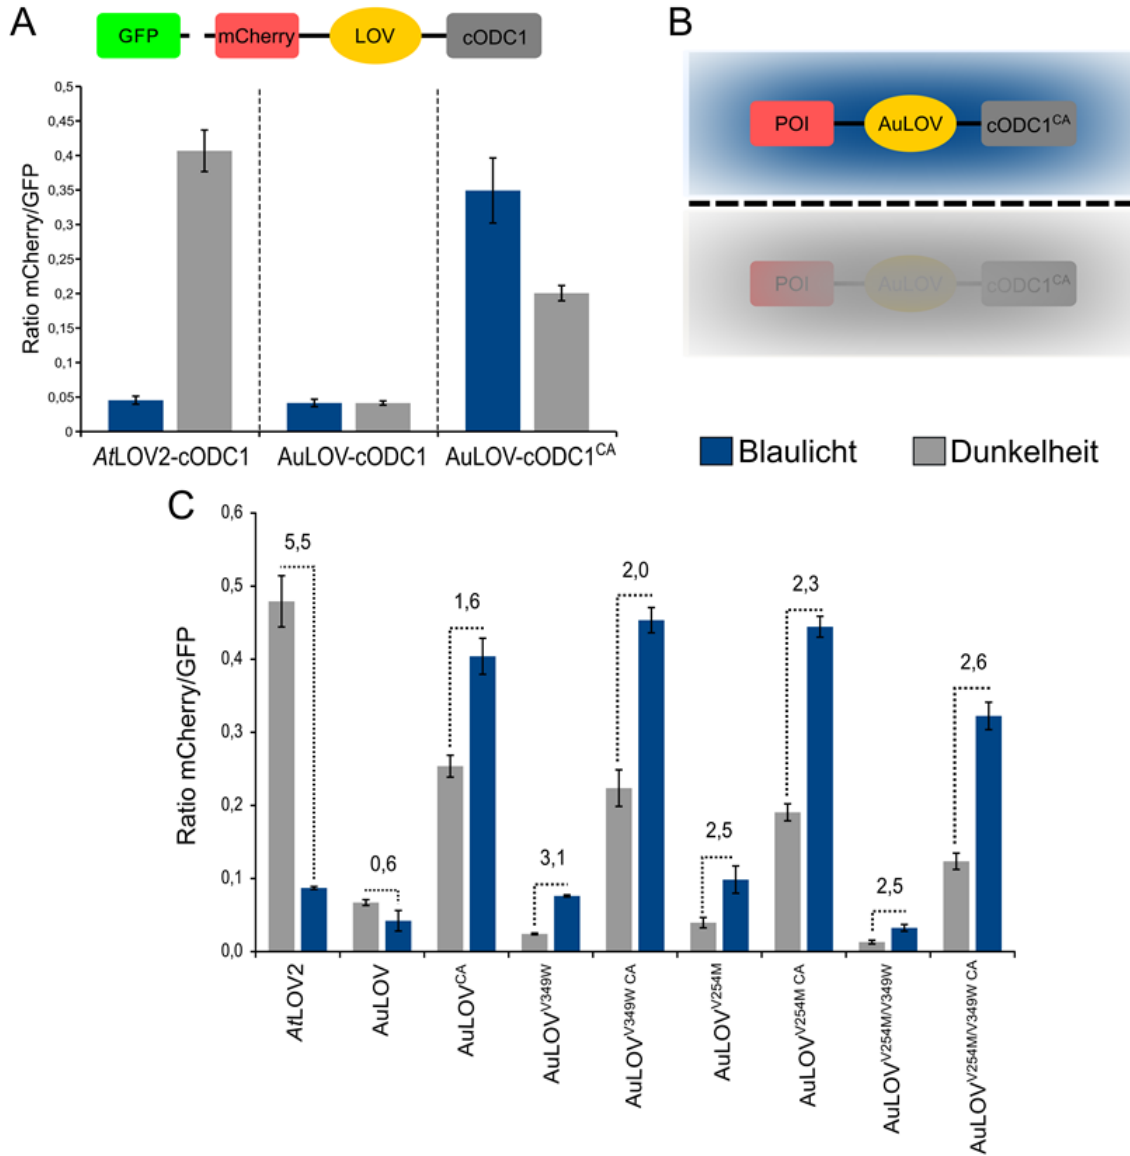 A
GFP mCherry LOV cODC1
Ratio mCherry/GFP
0,5
0,45
0,4
0,35
0,3
0,25
0,2
0,15
0,1
0,05
0
AtLOV2-cODC1 AuLOV-cODC1 AuLOV-cODC1CA
B
POI AuLOV cODC1CA
POI AuLOV cODC1CA
Blaulicht Dunkelheit
C
Ratio mCherry/GFP
0,6
0,5
0,4
0,3
0,2
0,1
0,0
5,5
0,6
1,6
3,1
2,0
2,5
2,3
2,5
2,6
AtLOV2
AuLOV
AuLOVCA
AuLOVV349W
AuLOVV349W CA
AuLOVV254M
AuLOVV254M CA
AuLOVV254M/V349W
AuLOVV254M/V349W CA